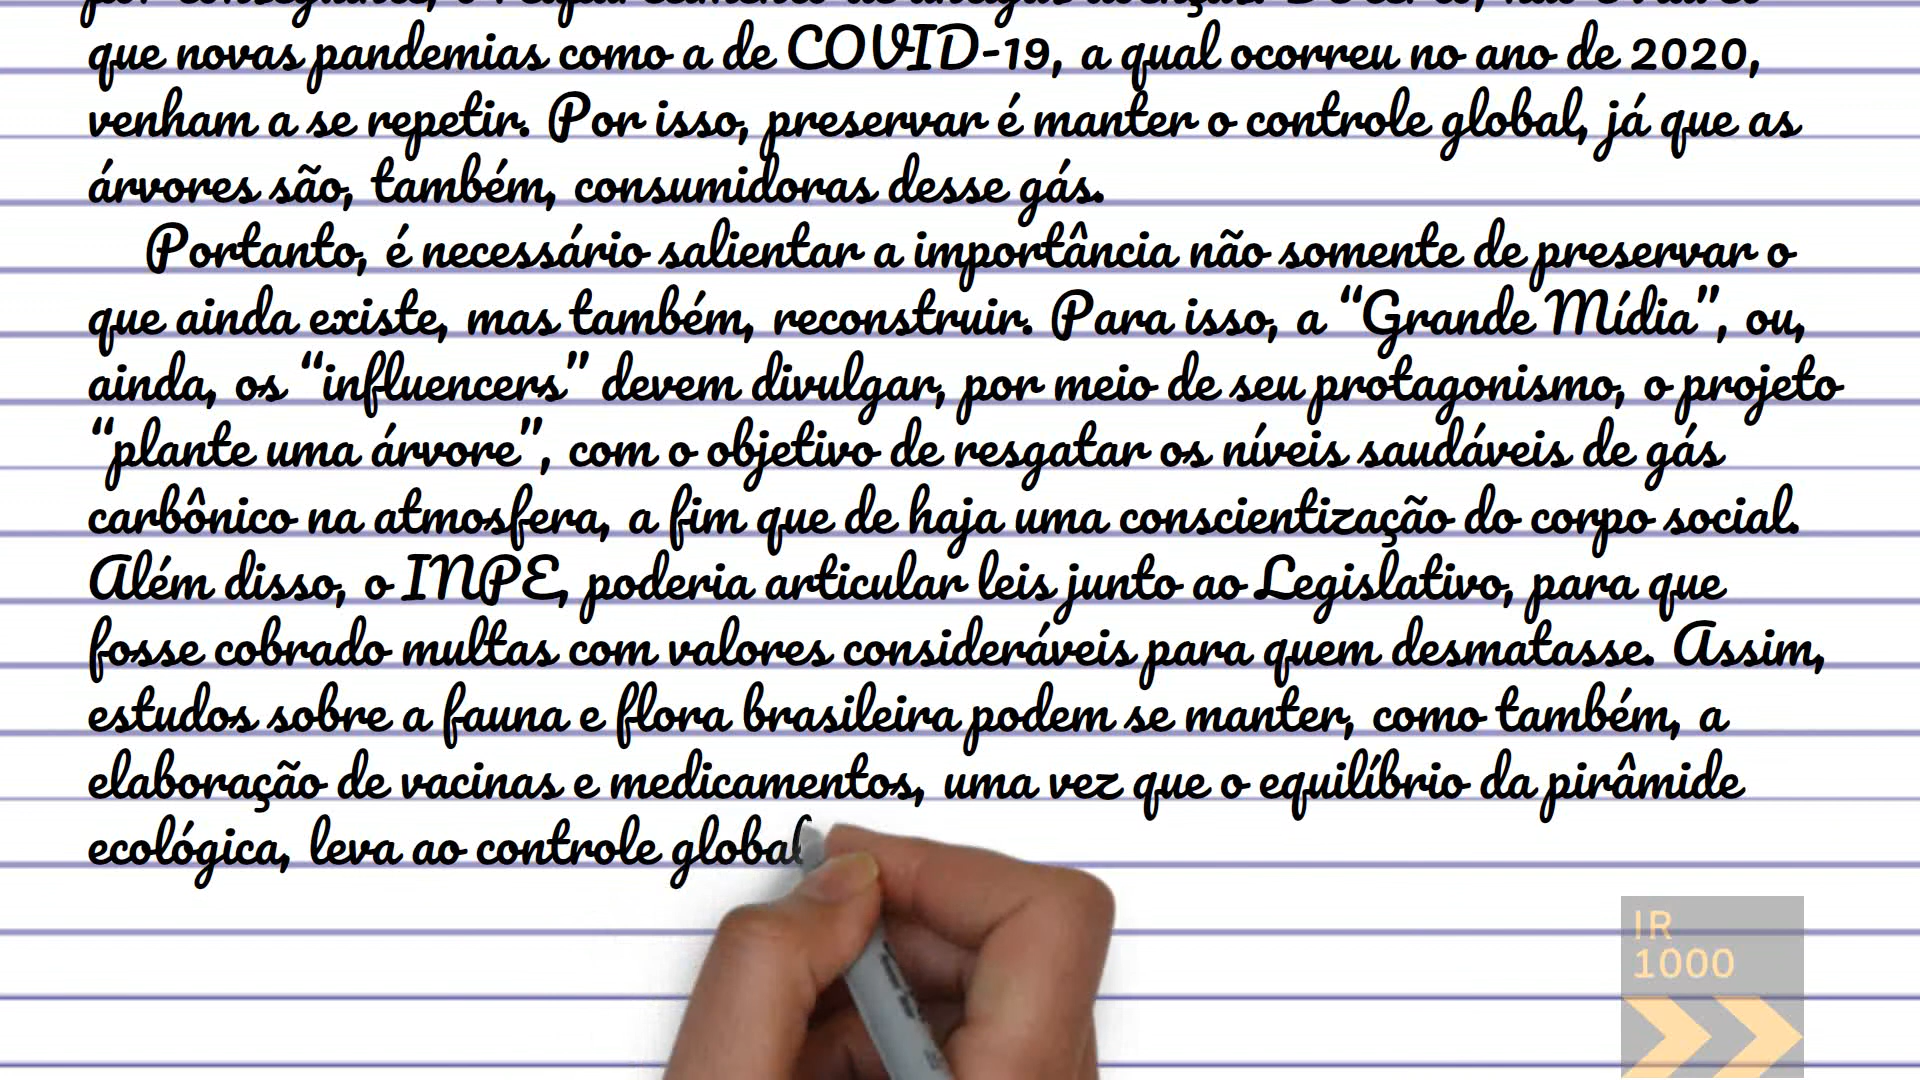 que novas pandemias como a de COVID-19, a qual ocorreu no ano de 2020,
venham a se repetir. Por isso, preservar é manter o controle global, já que as
árvores são, também, consumidoras desse gás.
Portanto, é necessário salientar a importância não somente de preservar o
que ainda existe, mas também, reconstruir. Para isso, a “Grande Mídia”, ou,
ainda, os “influencers” devem divulgar, por meio de seu protagonismo, o projeto
“plante uma árvore”, com o objetivo de resgatar os níveis saudáveis de gás
carbônico na atmosfera, a fim que de haja uma conscientização do corpo social.
Além disso, o INPE, poderia articular leis junto ao Legislativo, para que
fosse cobrado multas com valores consideráveis para quem desmatasse. Assim,
estudos sobre a fauna e flora brasileira podem se manter, como também, a
elaboração de vacinas e medicamentos, uma vez que o equilíbrio da pirâmide
ecológica, leva ao controle global
IR
1000